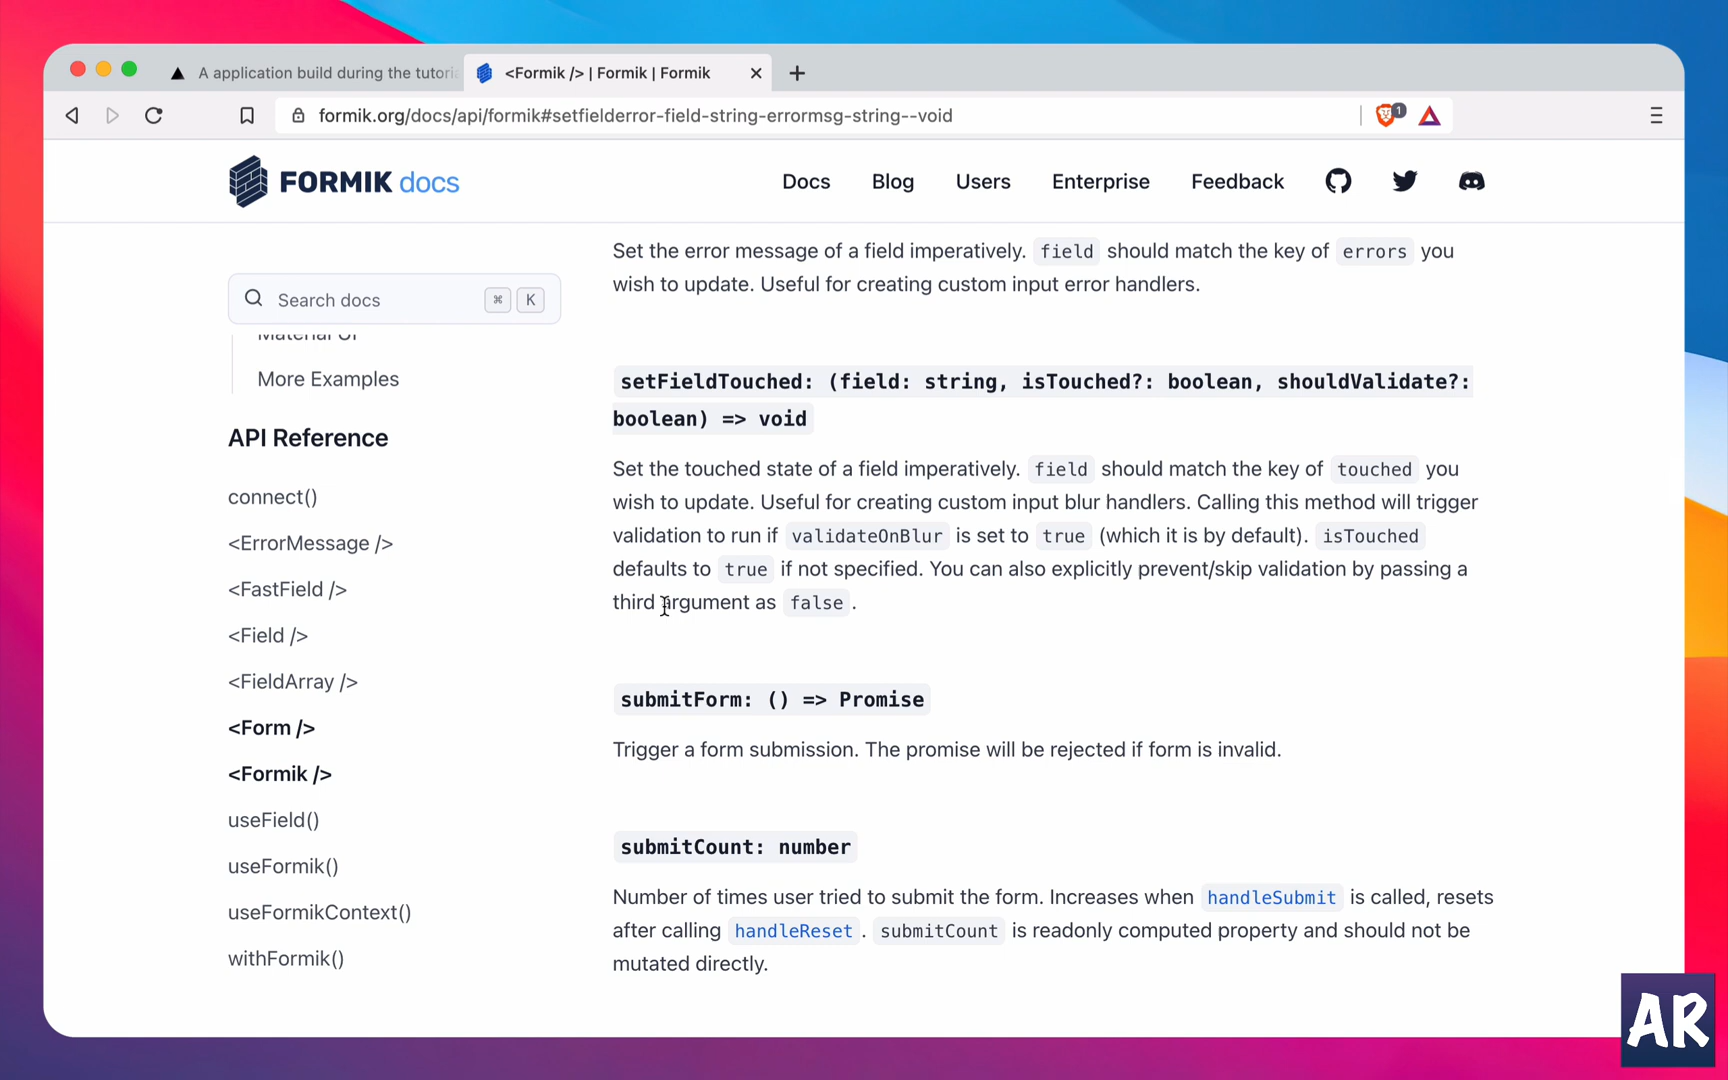 A application build during the tutori
<Formik /> | Formik | Formik
formik.org/docs/api/formik#setfielderror-field-string-errormsg-string--void
1
FORMIK docs
Docs
Blog
Users
Enterprise
Feedback
Search docs
⌘ K
Material UI
More Examples
API Reference
connect()
<ErrorMessage />
<FastField />
<Field />
<FieldArray />
<Form />
<Formik />
useField()
useFormik()
useFormikContext()
withFormik()
Set the error message of a field imperatively. field should match the key of errors you
wish to update. Useful for creating custom input error handlers.
setFieldTouched: (field: string, isTouched?: boolean, shouldValidate?:
boolean) => void
Set the touched state of a field imperatively. field should match the key of touched you
wish to update. Useful for creating custom input blur handlers. Calling this method will trigger
validation to run if validateOnBlur is set to true (which it is by default). isTouched
defaults to true if not specified. You can also explicitly prevent/skip validation by passing a
third argument as false .
submitForm: () => Promise
Trigger a form submission. The promise will be rejected if form is invalid.
submitCount: number
Number of times user tried to submit the form. Increases when handleSubmit is called, resets
after calling handleReset . submitCount is readonly computed property and should not be
mutated directly.
AR